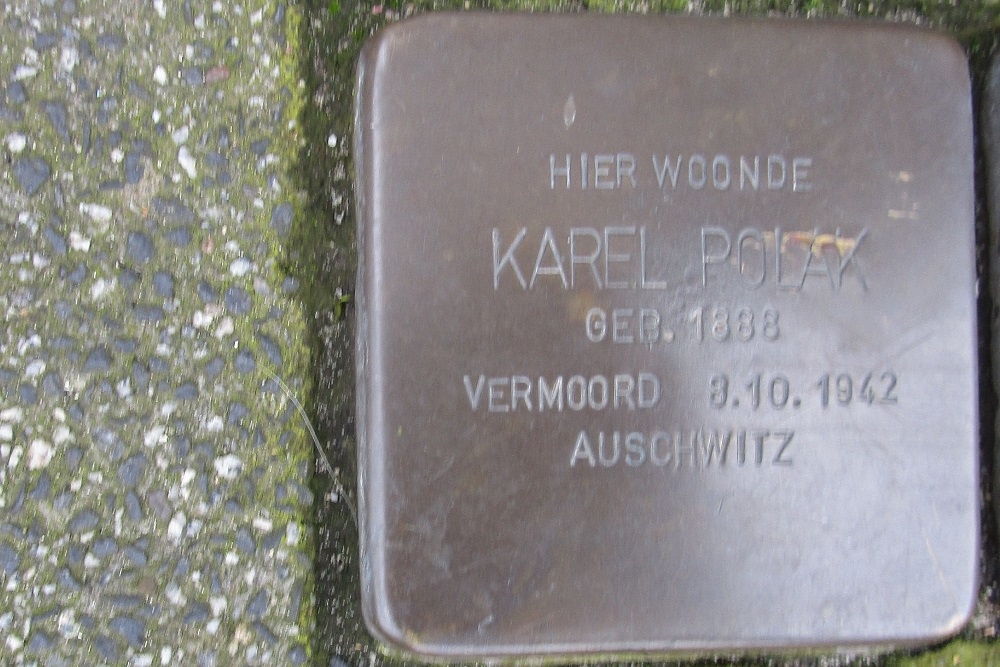 HIER WOONDE
KAREL POLAK
GEB. 1888
VERMOORD 8.10.1942
AUSCHWITZ